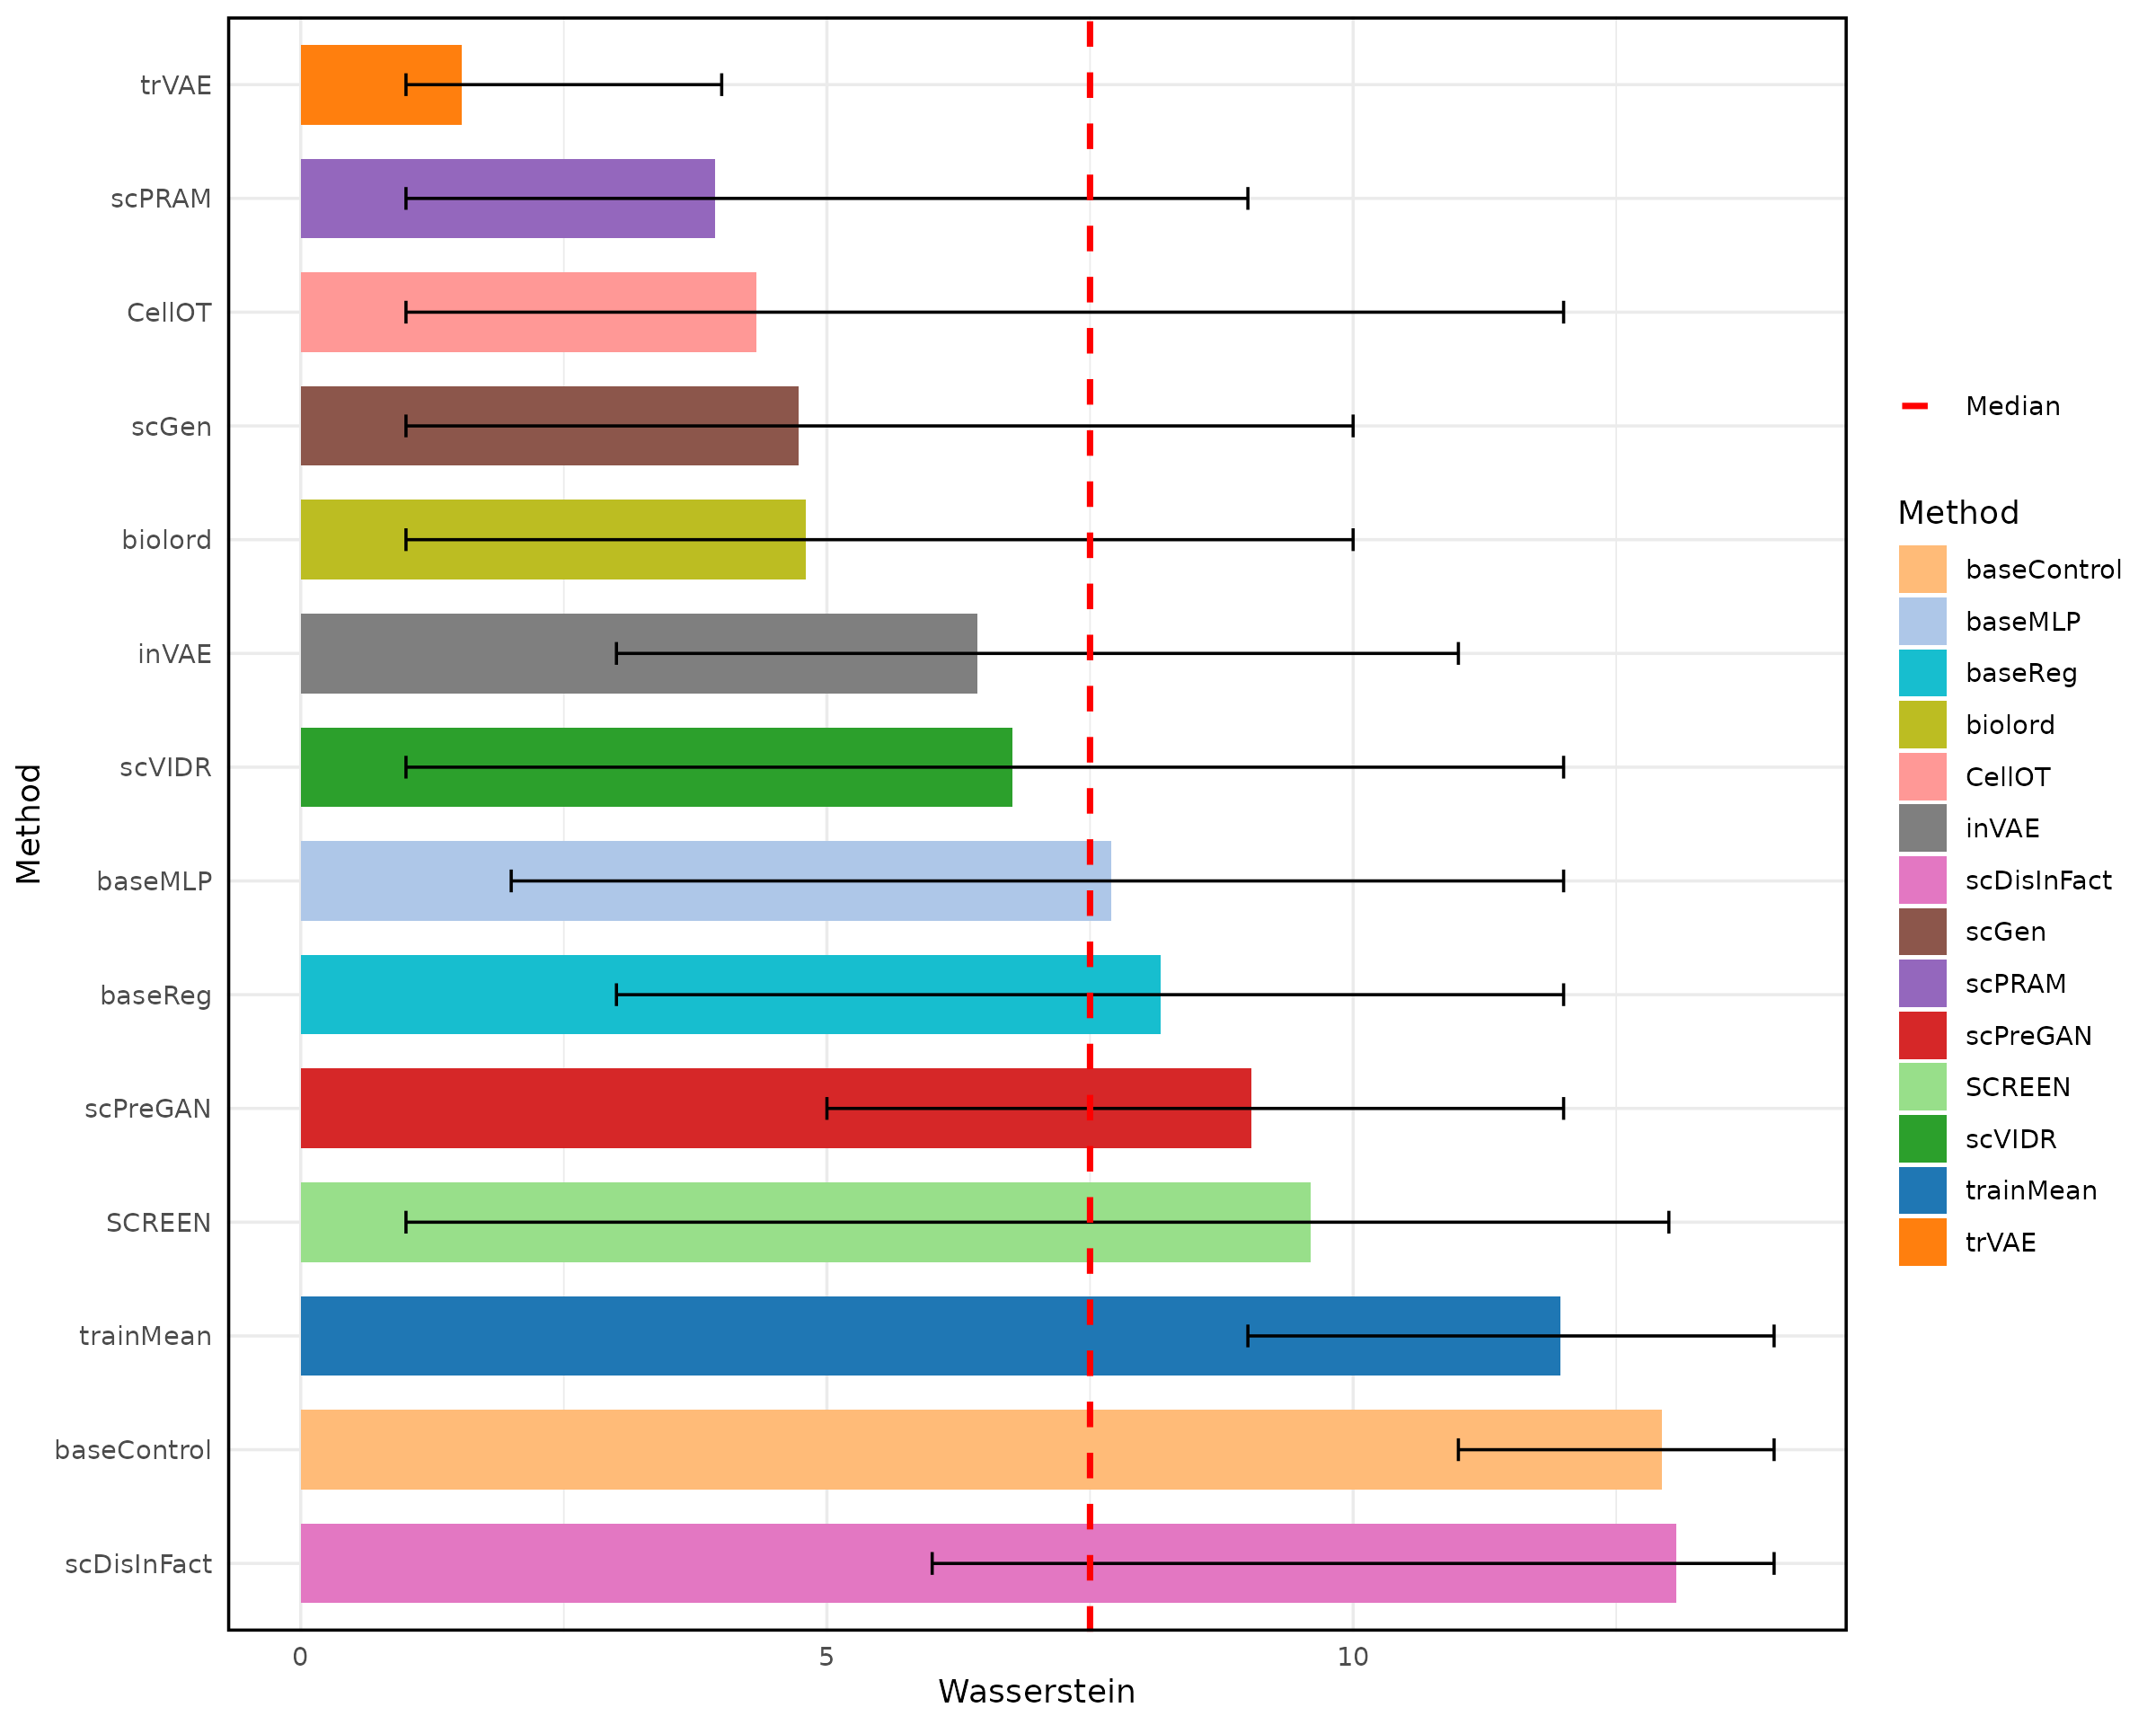 trVAE
scPRAM
CellOT
scGen
biolord
inVAE
scVIDR
baseMLP
baseReg
scPreGAN
SCREEN
trainMean
baseControl
scDisInFact
Method
0
5
10
Wasserstein
Median
Method
baseControl
baseMLP
baseReg
biolord
CellOT
inVAE
scDisInFact
scGen
scPRAM
scPreGAN
SCREEN
scVIDR
trainMean
trVAE